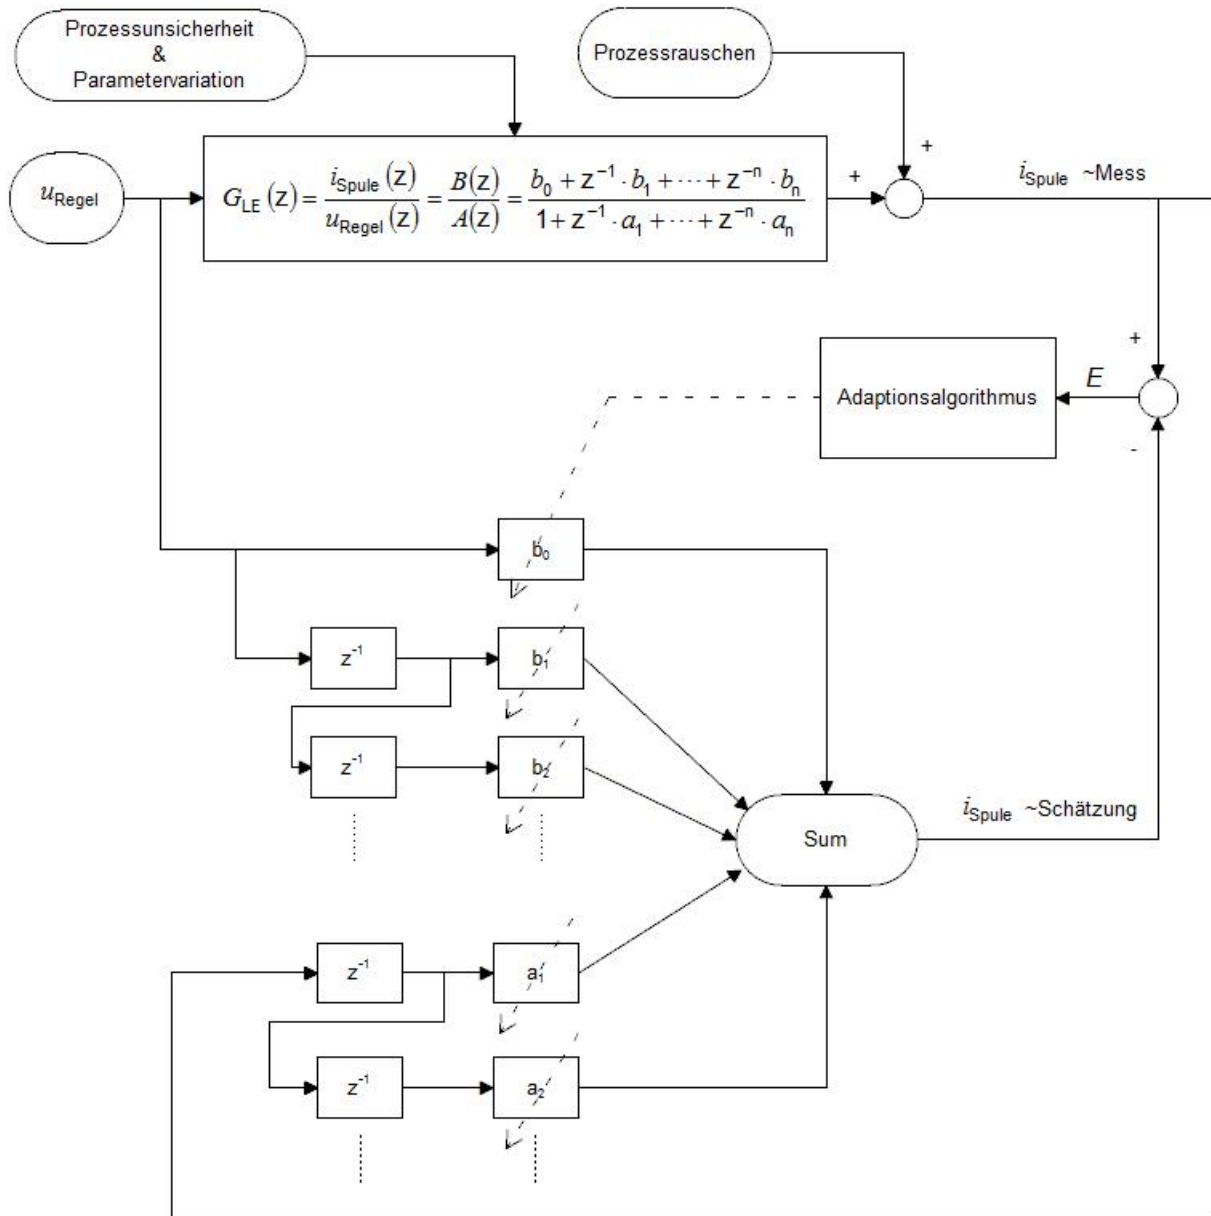 Prozessunsicherheit
&
Parametervariation
Prozessrauschen
u_Regel
G_LE(z) = i_Spule(z) / u_Regel(z) = B(z) / A(z) = (b_0 + z^-1 · b_1 + ··· + z^-n · b_n) / (1 + z^-1 · a_1 + ··· + z^-n · a_n)
+
+
i_Spule ~Mess
+
Adaptionsalgorithmus
E
-
b_0
z^-1
b_1
z^-1
b_2
Sum
i_Spule ~Schätzung
z^-1
a_1
z^-1
a_2